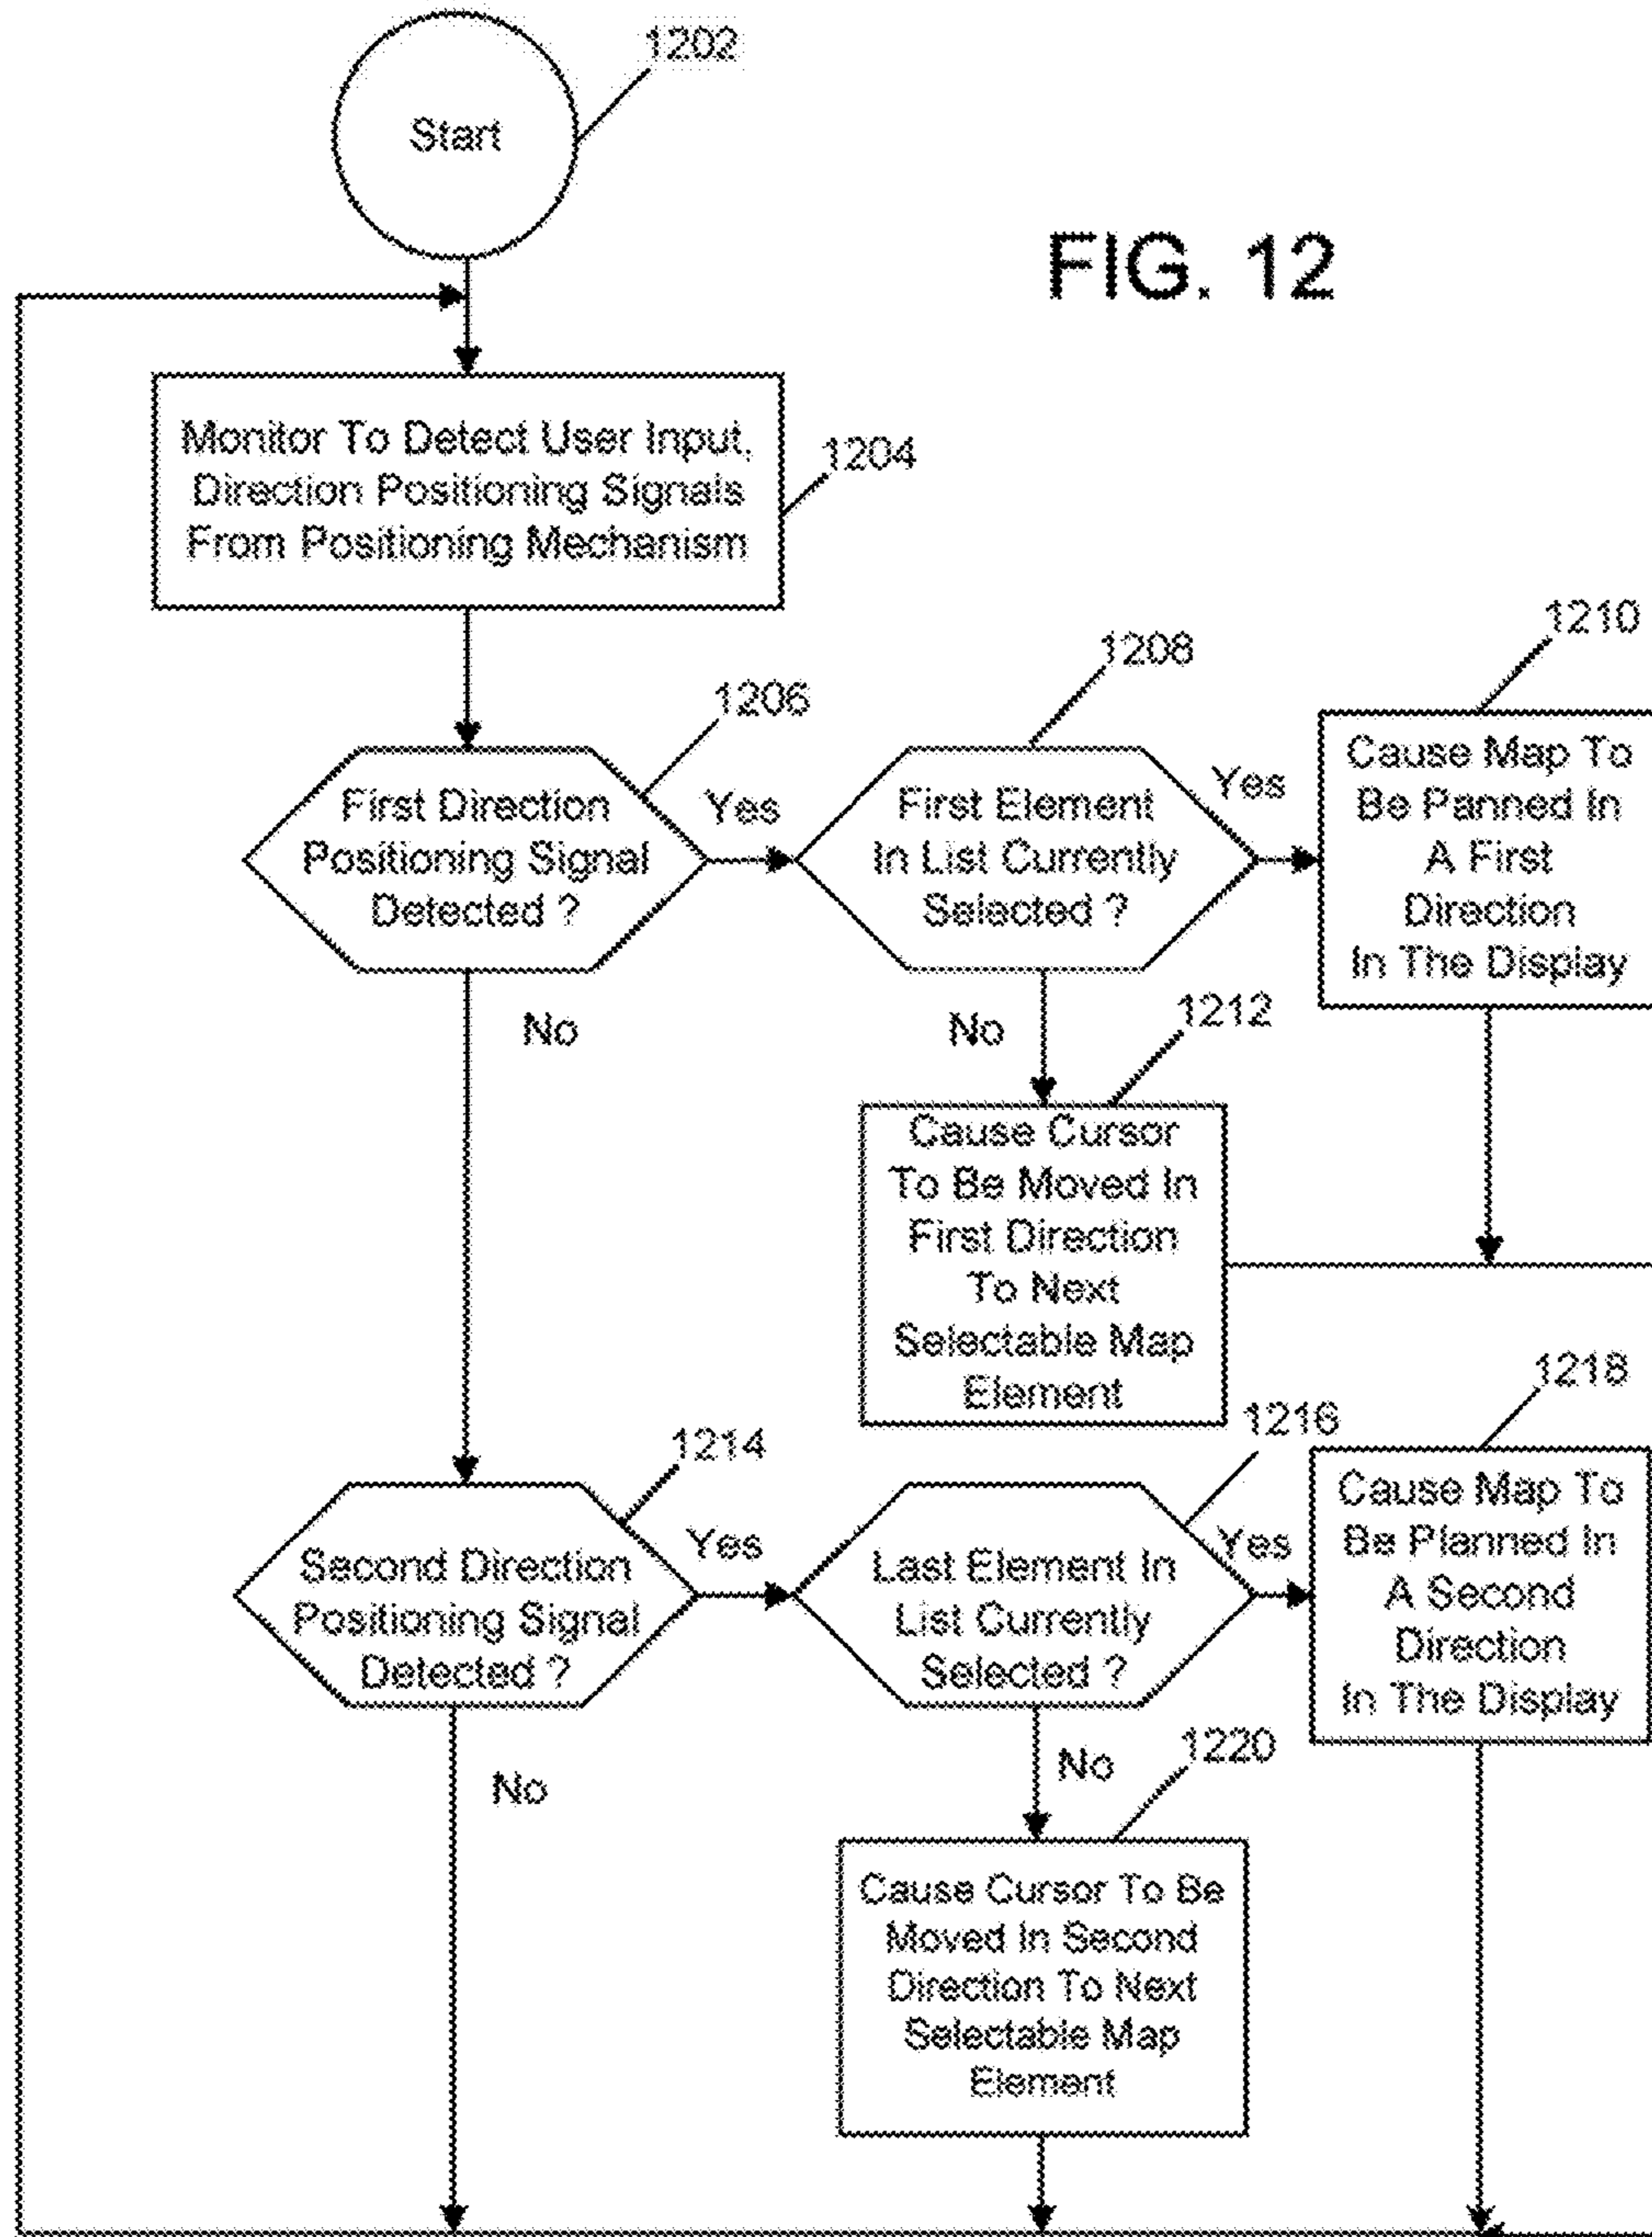 1202
Start
FIG. 12
Monitor To Detect User Input,
Direction Positioning Signals
From Positioning Mechanism
1204
1206
First Direction
Positioning Signal
Detected ?
Yes
No
1208
First Element
In List Currently
Selected ?
Yes
No
1210
Cause Map To
Be Panned In
A First
Direction
In The Display
1212
Cause Cursor
To Be Moved In
First Direction
To Next
Selectable Map
Element
1214
Second Direction
Positioning Signal
Detected ?
Yes
No
1216
Last Element In
List Currently
Selected ?
Yes
No
1218
Cause Map To
Be Planned In
A Second
Direction
In The Display
1220
Cause Cursor To Be
Moved In Second
Direction To Next
Selectable Map
Element